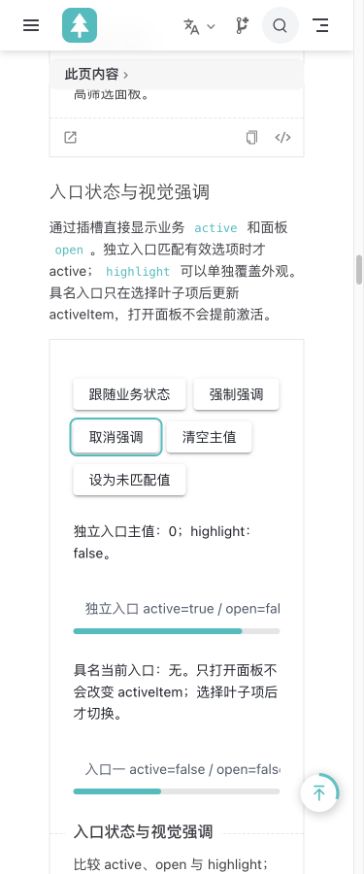 此页内容 ›
高筛选面板。
入口状态与视觉强调
通过插槽直接显示业务 active 和面板
open 。独立入口匹配有效选项时才
active； highlight 可以单独覆盖外观。
具名入口只在选择叶子项后更新
activeItem，打开面板不会提前激活。
跟随业务状态 强制强调
取消强调 清空主值
设为未匹配值
独立入口主值：0；highlight：
false。
独立入口 active=true / open=fal
具名当前入口：无。只打开面板不
会改变 activeItem；选择叶子项后
才切换。
入口一 active=false / open=fals
入口状态与视觉强调
比较 active、open 与 highlight；